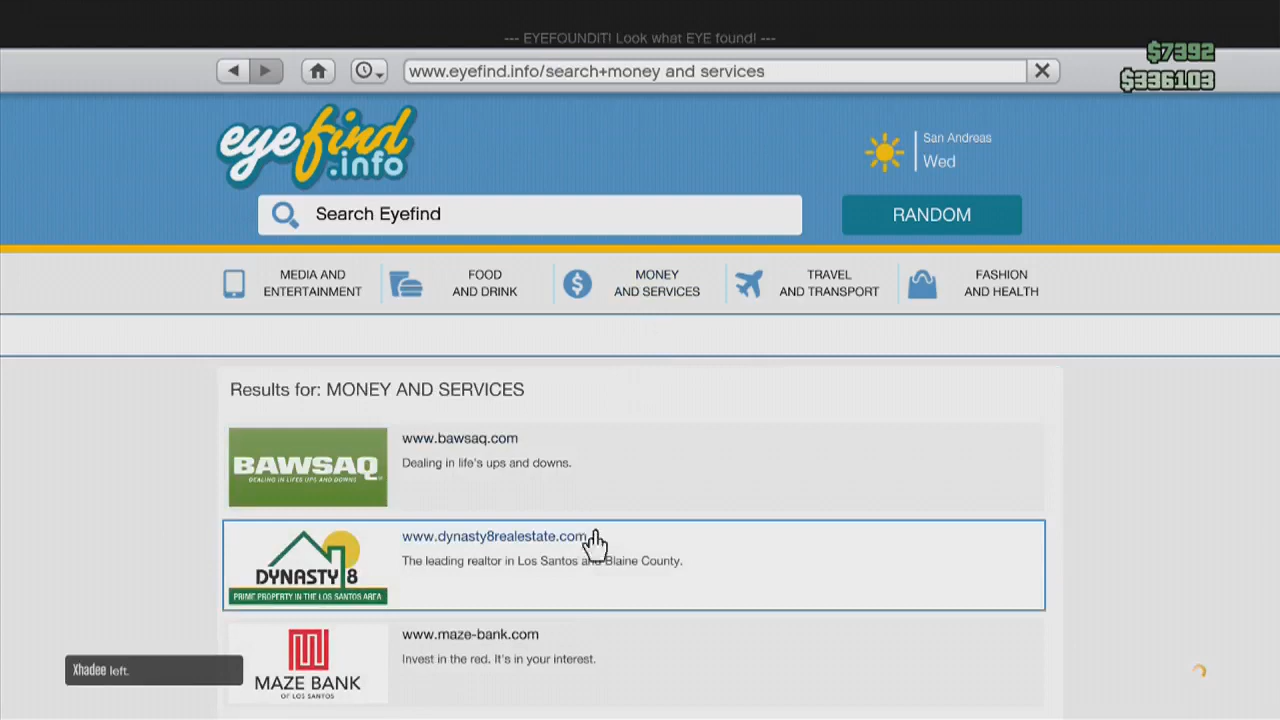 --- EYEFOUNDIT! Look what EYE found! ---
$7392
www.eyefind.info/search+money and services
$336103
eyefind
.info
San Andreas
Wed
Search Eyefind
RANDOM
MEDIA AND
ENTERTAINMENT
FOOD
AND DRINK
MONEY
AND SERVICES
TRAVEL
AND TRANSPORT
FASHION
AND HEALTH
Results for: MONEY AND SERVICES
BAWSAQ
DEALING IN LIFES UPS AND DOWNS
www.bawsaq.com
Dealing in life's ups and downs.
DYNASTY 8
PRIME PROPERTY IN THE LOS SANTOS AREA
www.dynasty8realestate.com
The leading realtor in Los Santos and Blaine County.
MAZE BANK
OF LOS SANTOS
www.maze-bank.com
Invest in the red. It's in your interest.
Xhadee left.